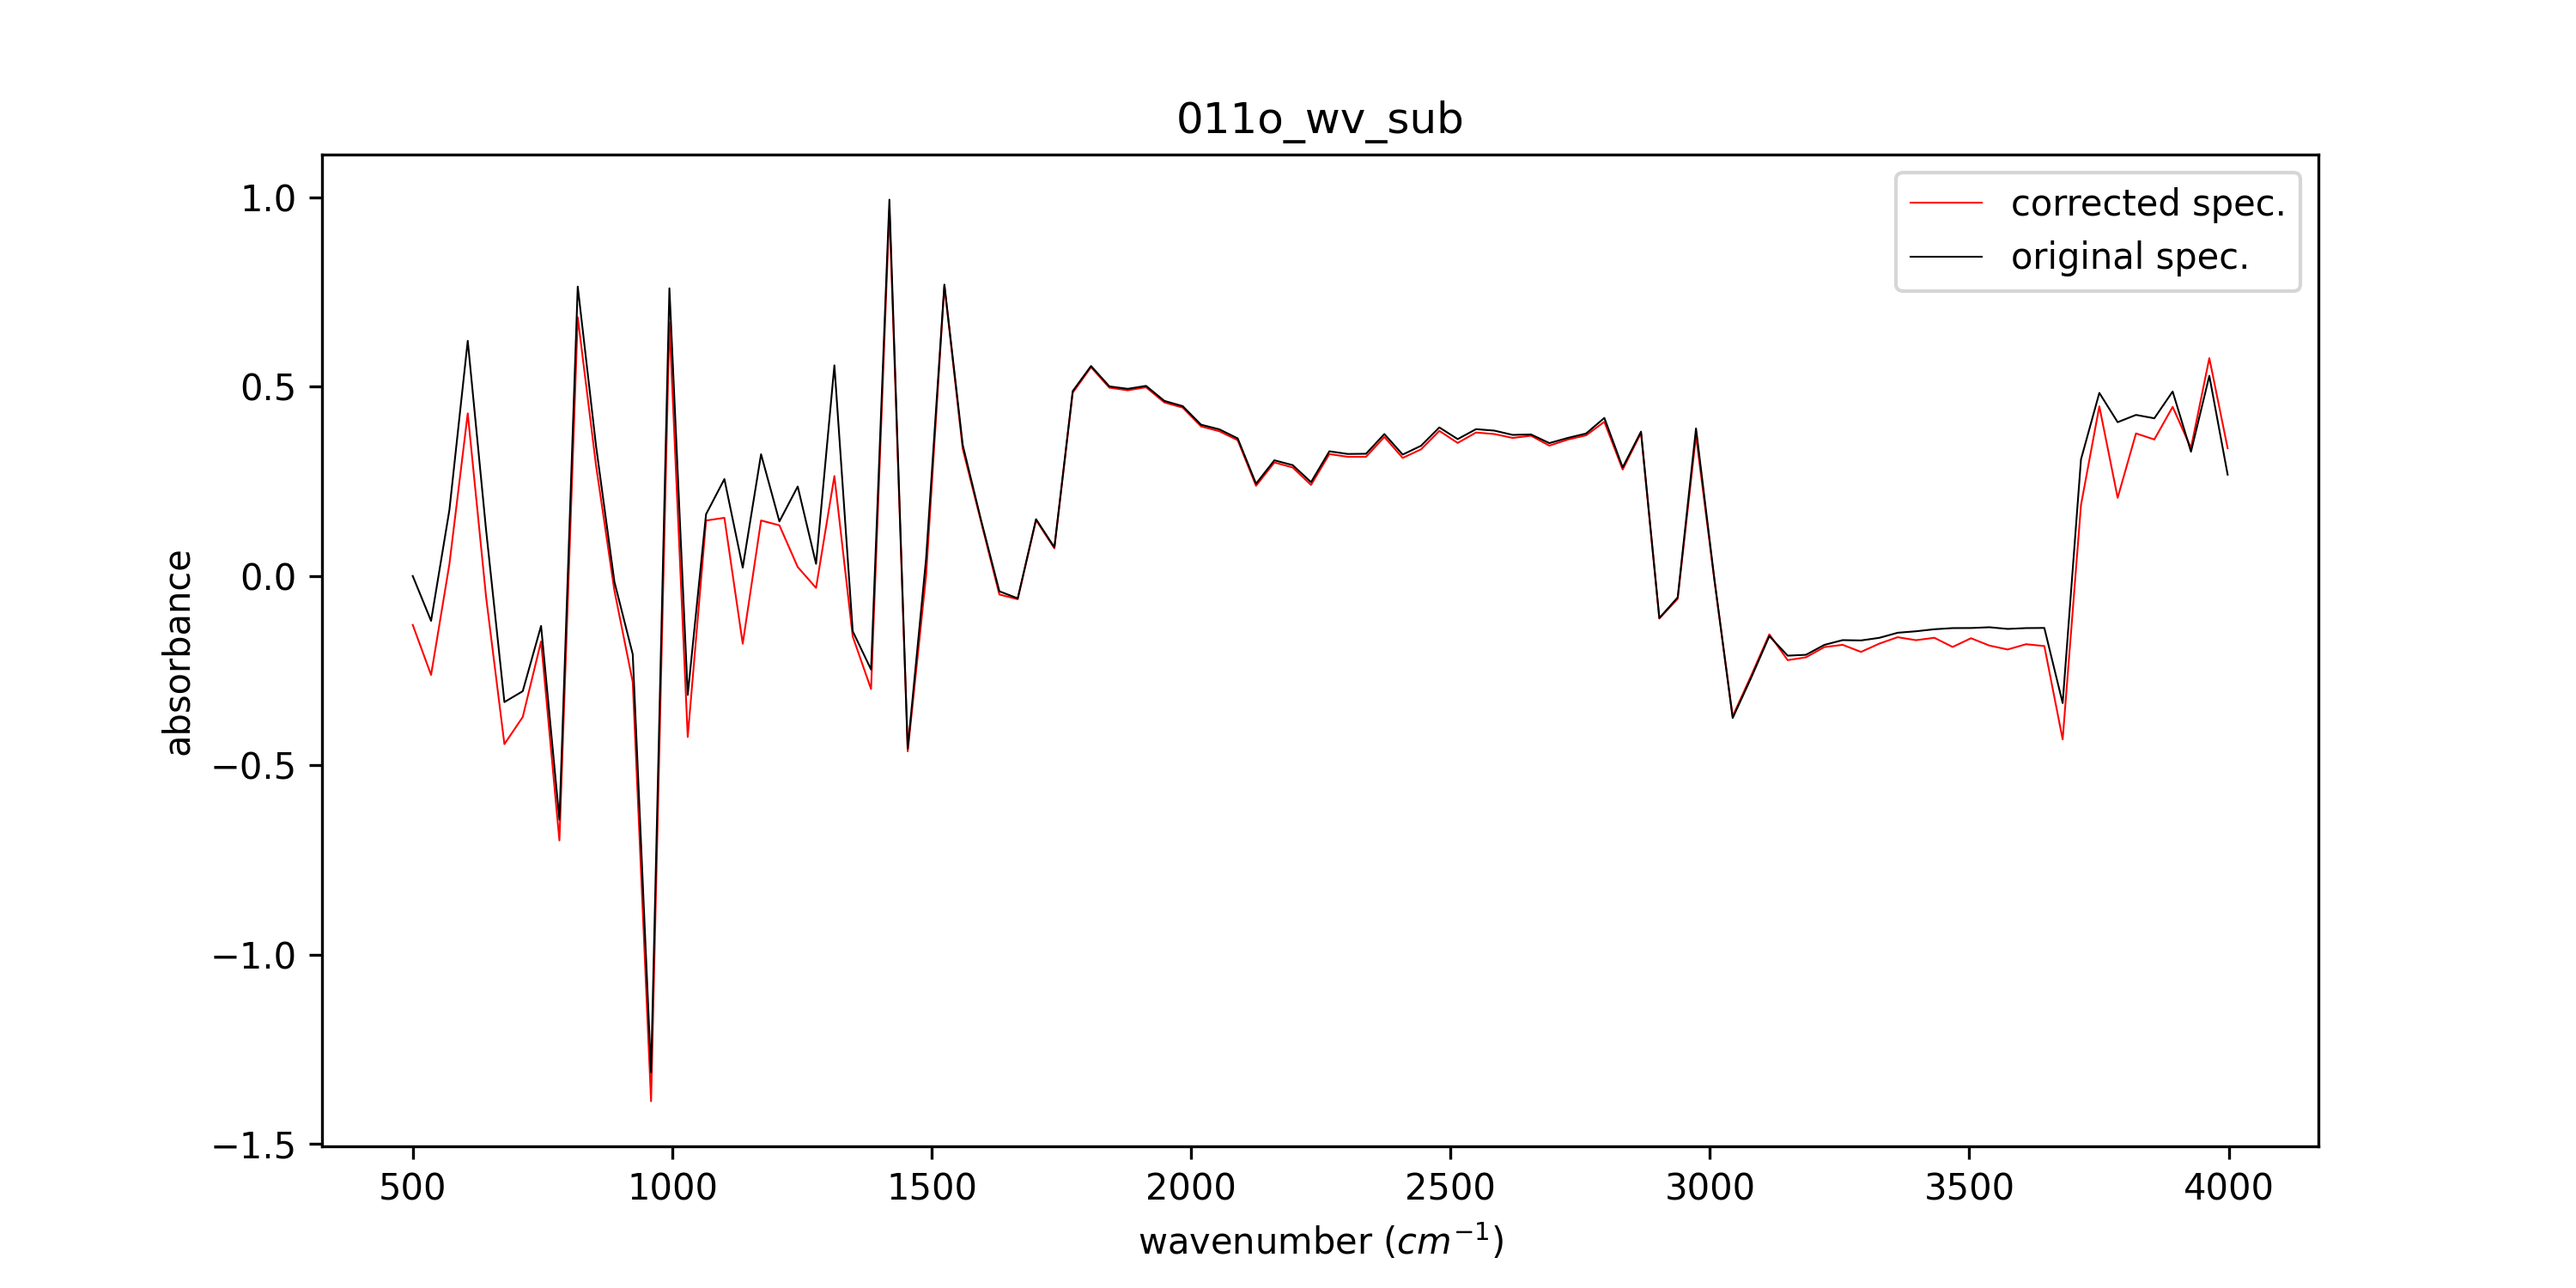 011o_wv_sub
corrected spec.
original spec.
absorbance
1.0
0.5
0.0
−0.5
−1.0
−1.5
500 1000 1500 2000 2500 3000 3500 4000
wavenumber (cm⁻¹)